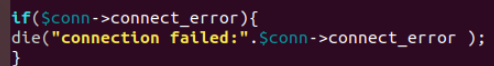 if($conn->connect_error){
die("connection failed:".$conn->connect_error );
}